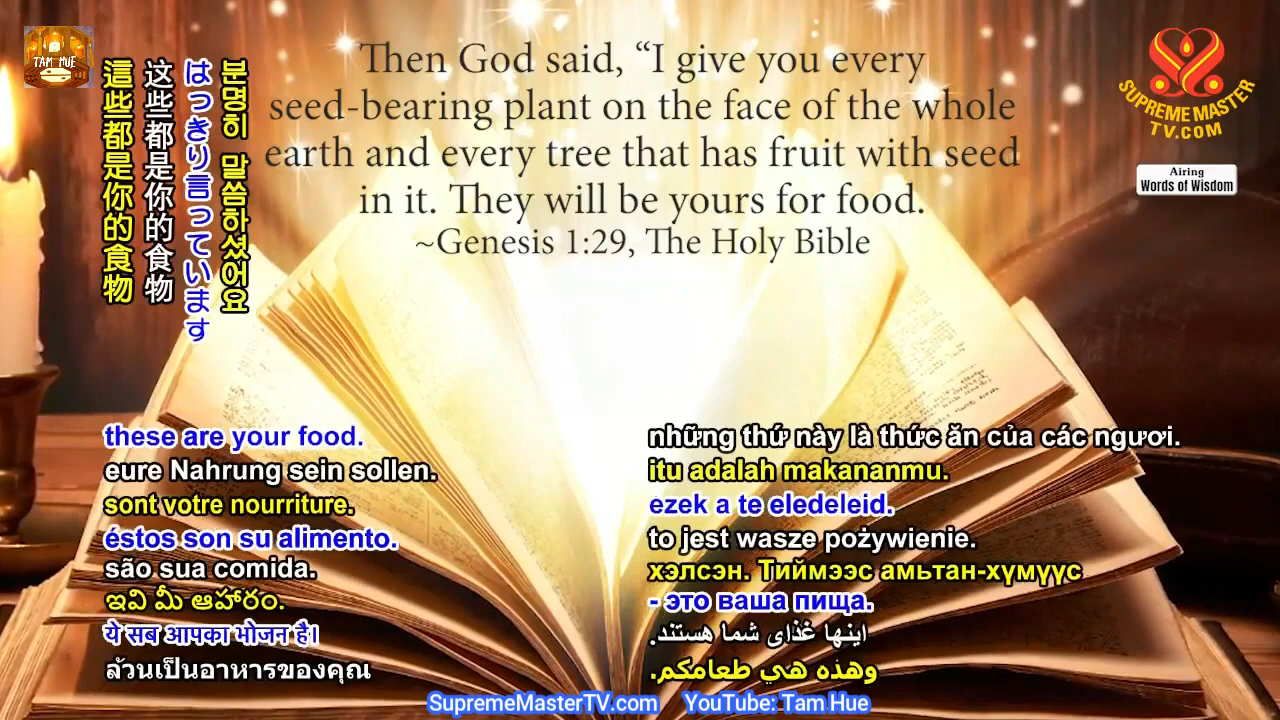 TAM HUE
這些都是你的食物
这些都是你的食物
はっきり言っています
분명히 말씀하셨어요
Then God said, “I give you every
seed-bearing plant on the face of the whole
earth and every tree that has fruit with seed
in it. They will be yours for food.
~Genesis 1:29, The Holy Bible
SUPREME MASTER
TV.COM
Airing
Words of Wisdom
these are your food.
eure Nahrung sein sollen.
sont votre nourriture.
éstos son su alimento.
são sua comida.
ఇవి మీ ఆహారం.
ये सब आपका भोजन है।
ล้วนเป็นอาหารของคุณ
những thứ này là thức ăn của các ngươi.
itu adalah makananmu.
ezek a te eledeleid.
to jest wasze pożywienie.
хэлсэн. Тиймээс амьтан-хүмүүс
- это ваша пища.
اینها غذای شما هستند.
وهذه هي طعامكم.
SupremeMasterTV.com YouTube: Tam Hue